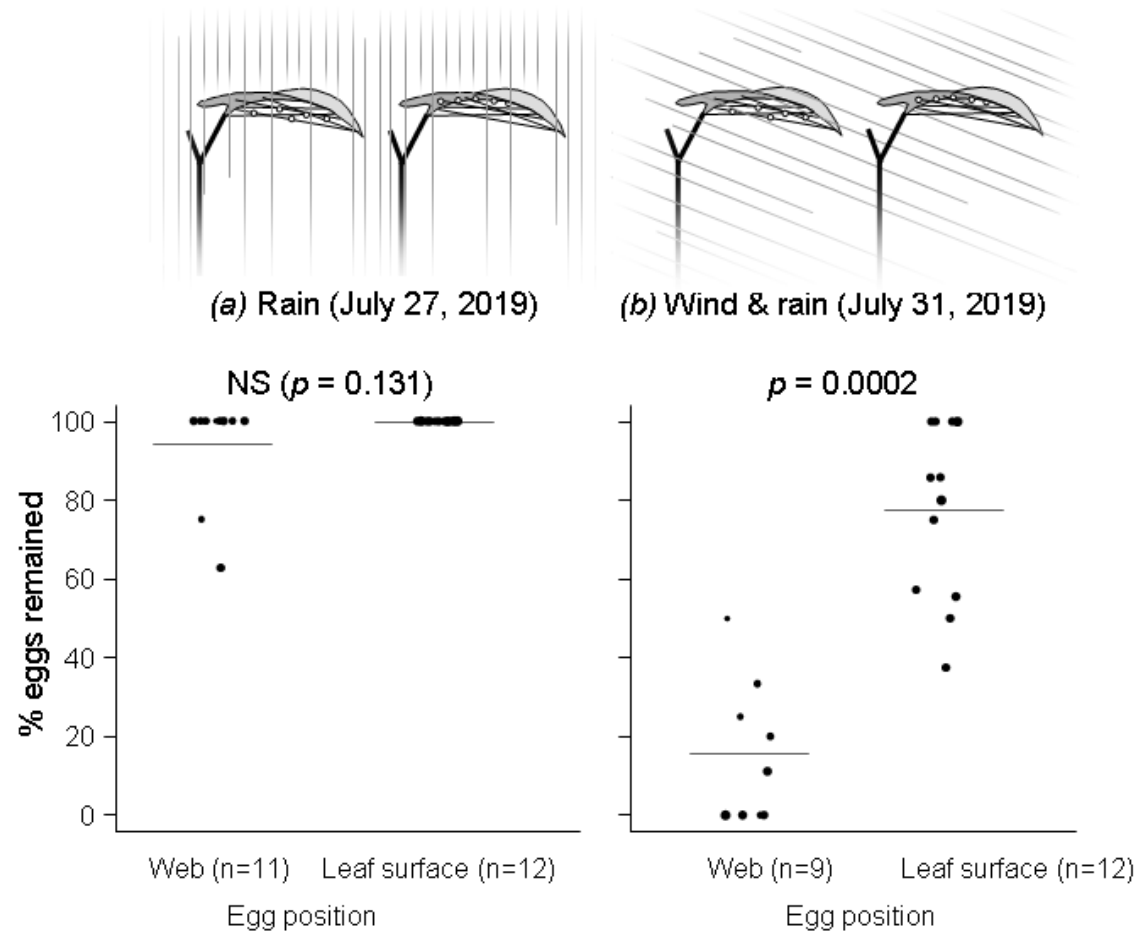 (a) Rain (July 27, 2019)
(b) Wind & rain (July 31, 2019)
NS (p = 0.131)
p = 0.0002
% eggs remained
100
80
60
40
20
0
Web (n=11)
Leaf surface (n=12)
Egg position
Web (n=9)
Leaf surface (n=12)
Egg position